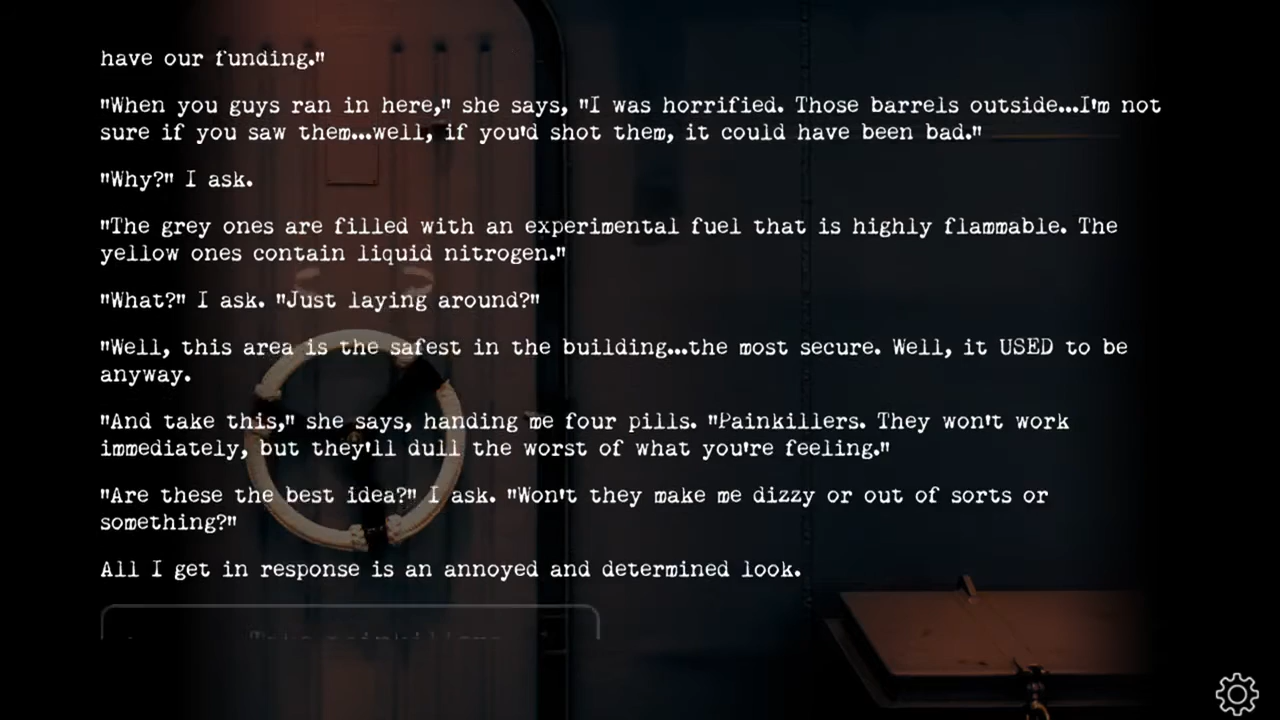 have our funding."
"When you guys ran in here," she says, "I was horrified. Those barrels outside...I'm not
sure if you saw them...well, if you'd shot them, it could have been bad."
"Why?" I ask.
"The grey ones are filled with an experimental fuel that is highly flammable. The
yellow ones contain liquid nitrogen."
"What?" I ask. "Just laying around?"
"Well, this area is the safest in the building...the most secure. Well, it USED to be
anyway.
"And take this," she says, handing me four pills. "Painkillers. They won't work
immediately, but they'll dull the worst of what you're feeling."
"Are these the best idea?" I ask. "Won't they make me dizzy or out of sorts or
something?"
All I get in response is an annoyed and determined look.